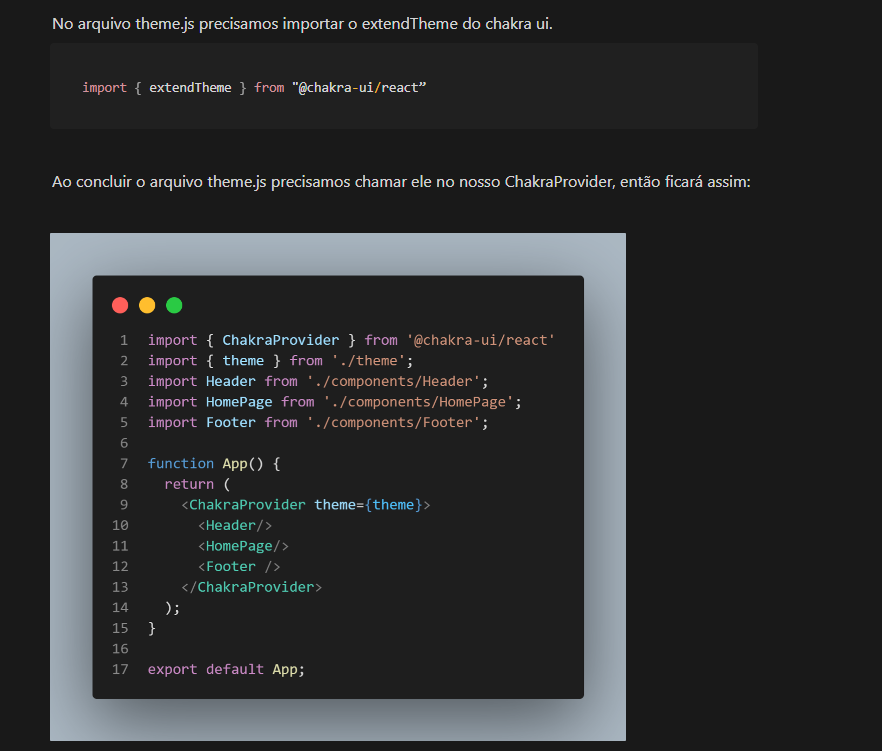 No arquivo theme.js precisamos importar o extendTheme do chakra ui.
import { extendTheme } from "@chakra-ui/react”
Ao concluir o arquivo theme.js precisamos chamar ele no nosso ChakraProvider, então ficará assim:
1 import { ChakraProvider } from '@chakra-ui/react'
2 import { theme } from './theme';
3 import Header from './components/Header';
4 import HomePage from './components/HomePage';
5 import Footer from './components/Footer';
6
7 function App() {
8   return (
9     <ChakraProvider theme={theme}>
10       <Header/>
11       <HomePage/>
12       <Footer />
13     </ChakraProvider>
14   );
15 }
16
17 export default App;